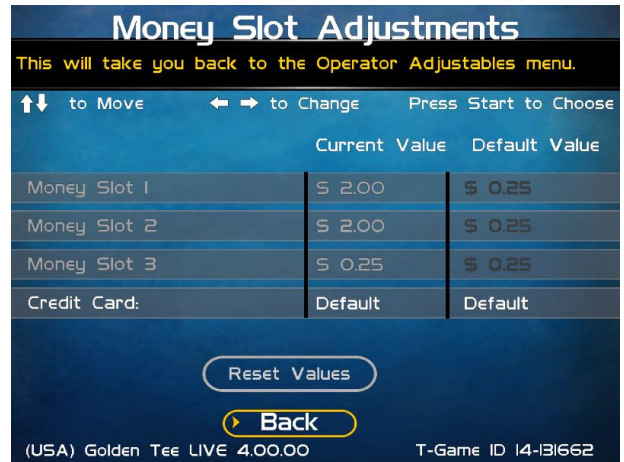 Money Slot Adjustments
This will take you back to the Operator Adjustables menu.
to Move to Change Press Start to Choose
Current Value Default Value
Money Slot 1 $ 2.00 $ 0.25
Money Slot 2 $ 2.00 $ 0.25
Money Slot 3 $ 0.25 $ 0.25
Credit Card: Default Default
Reset Values
Back
(USA) Golden Tee LIVE 4.00.00 T-Game ID 14-131662